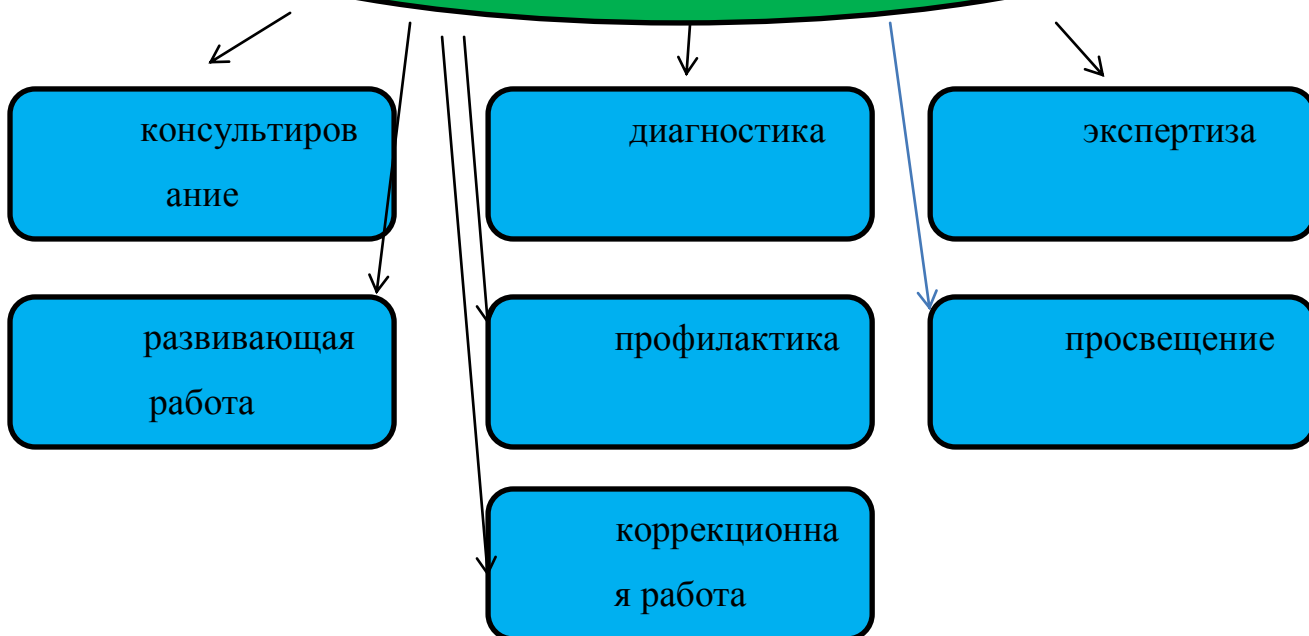 консультиров
ание
диагностика
экспертиза
развивающая
работа
профилактика
просвещение
коррекционна
я работа